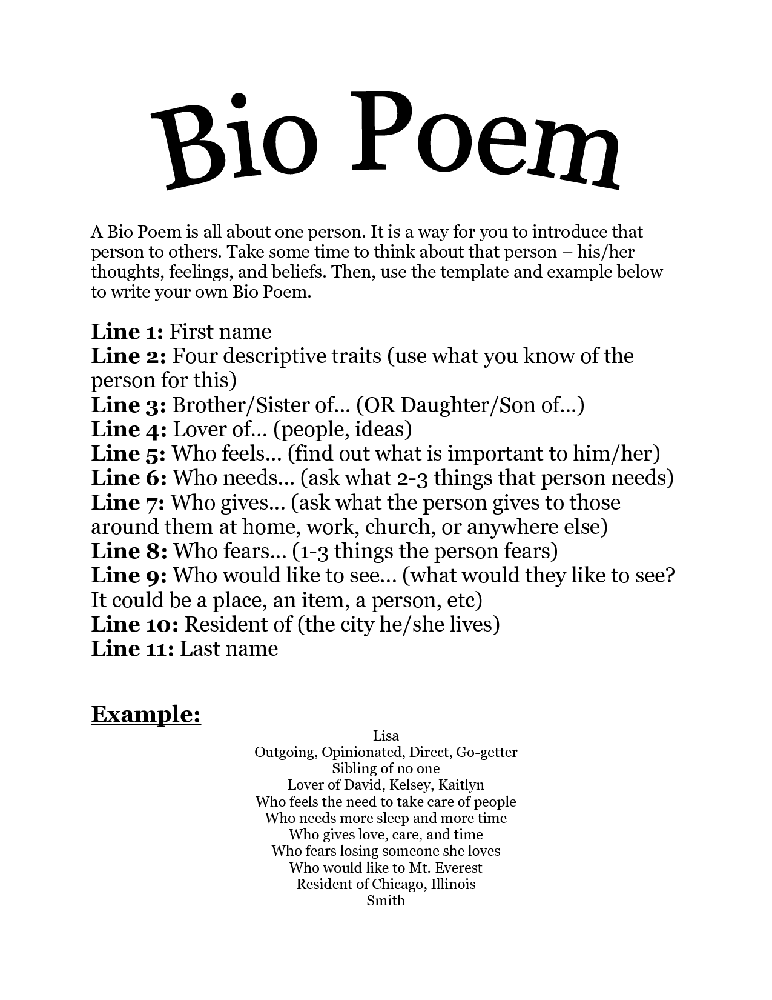 Bio Poem
A Bio Poem is all about one person. It is a way for you to introduce that
person to others. Take some time to think about that person – his/her
thoughts, feelings, and beliefs. Then, use the template and example below
to write your own Bio Poem.
Line 1: First name
Line 2: Four descriptive traits (use what you know of the
person for this)
Line 3: Brother/Sister of... (OR Daughter/Son of...)
Line 4: Lover of... (people, ideas)
Line 5: Who feels... (find out what is important to him/her)
Line 6: Who needs... (ask what 2-3 things that person needs)
Line 7: Who gives... (ask what the person gives to those
around them at home, work, church, or anywhere else)
Line 8: Who fears... (1-3 things the person fears)
Line 9: Who would like to see... (what would they like to see?
It could be a place, an item, a person, etc)
Line 10: Resident of (the city he/she lives)
Line 11: Last name
Example:
Lisa
Outgoing, Opinionated, Direct, Go-getter
Sibling of no one
Lover of David, Kelsey, Kaitlyn
Who feels the need to take care of people
Who needs more sleep and more time
Who gives love, care, and time
Who fears losing someone she loves
Who would like to Mt. Everest
Resident of Chicago, Illinois
Smith